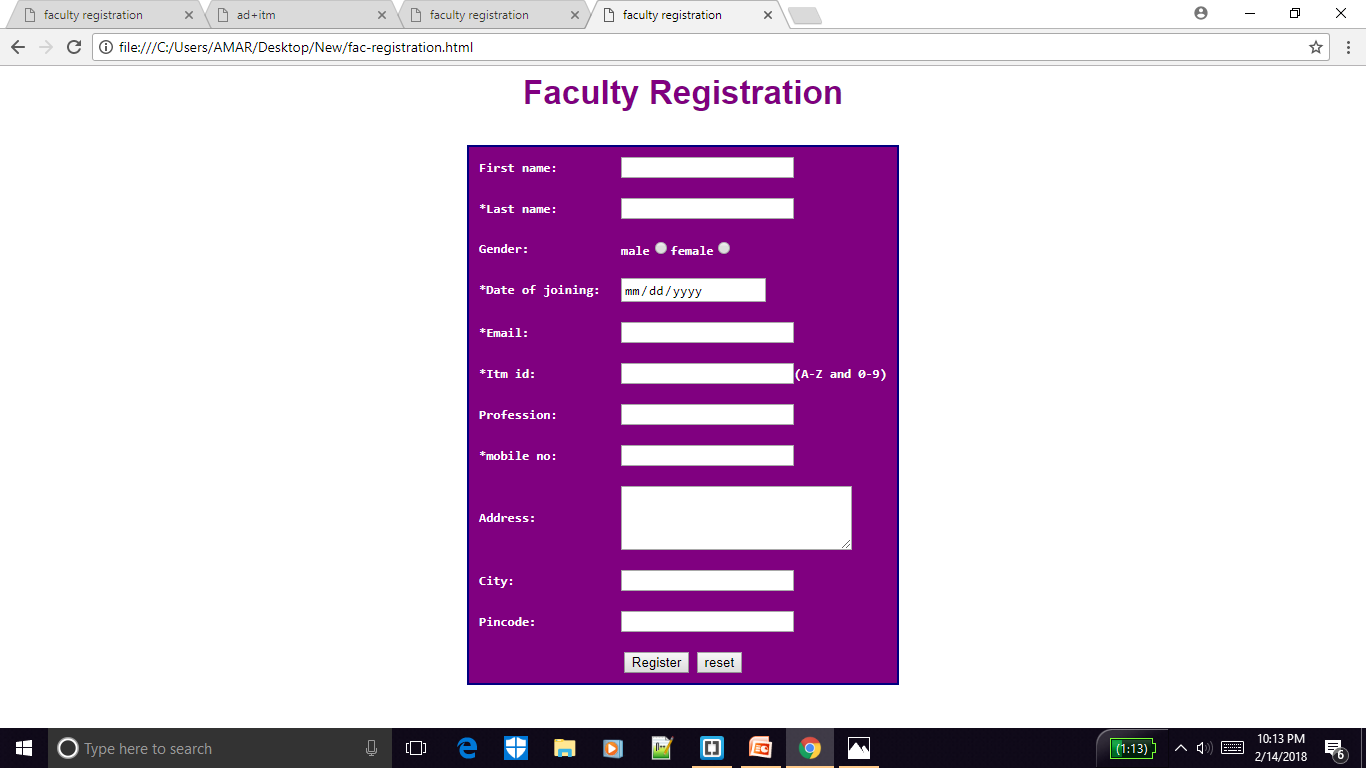 faculty registration
ad+itm
faculty registration
faculty registration
file:///C:/Users/AMAR/Desktop/New/fac-registration.html
Faculty Registration
First name:
*Last name:
Gender: male female
*Date of joining: mm/dd/yyyy
*Email:
*Itm id: (A-Z and 0-9)
Profession:
*mobile no:
Address:
City:
Pincode:
Register reset
Type here to search
(1:13)
10:13 PM
2/14/2018
6